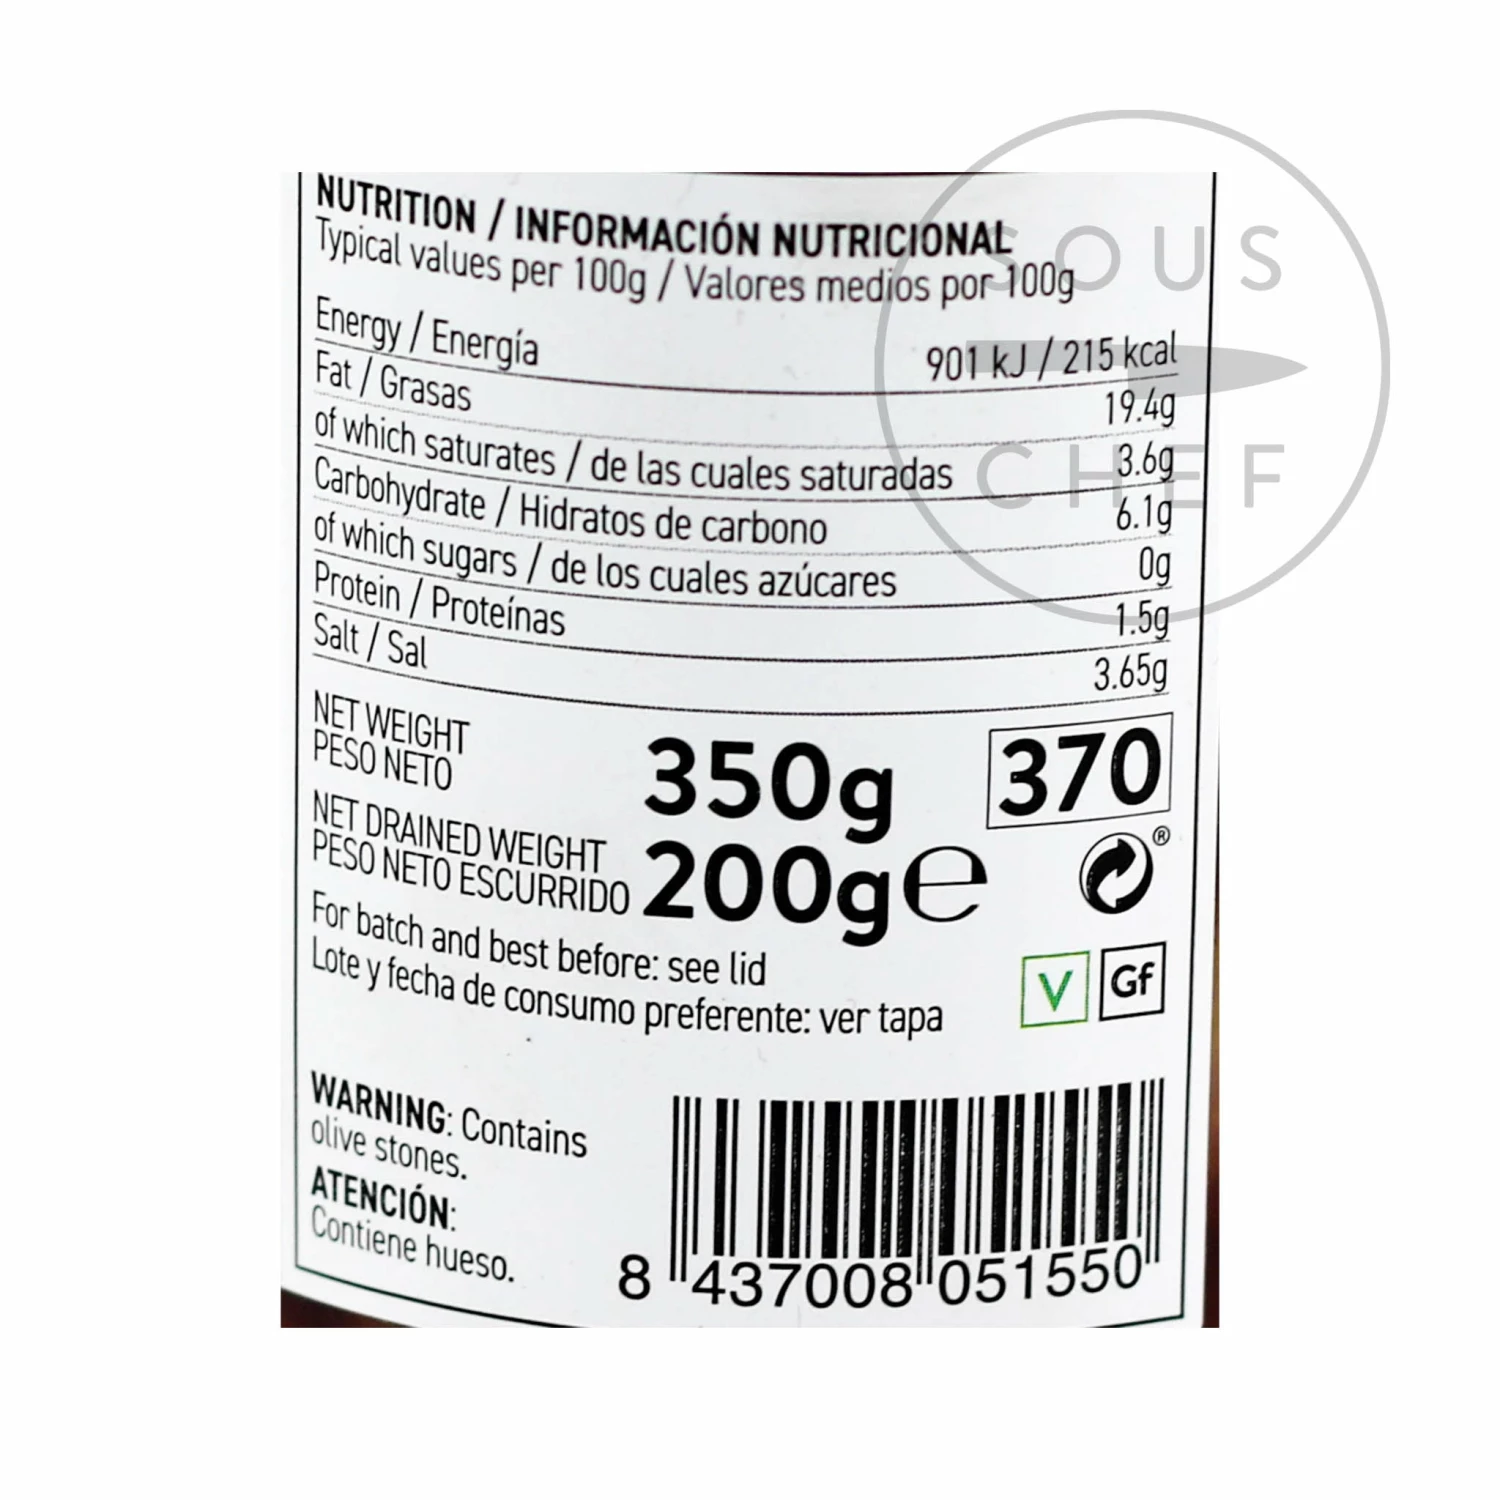 NUTRITION / INFORMACIÓN NUTRICIONAL
Typical values per 100g / Valores medios por 100g
Energy / Energía 901 kJ / 215 kcal
Fat / Grasas 19.4g
of which saturates / de las cuales saturadas 3.6g
Carbohydrate / Hidratos de carbono 6.1g
of which sugars / de los cuales azúcares 0g
Protein / Proteínas 1.5g
Salt / Sal 3.65g
NET WEIGHT
PESO NETO
350g
370
NET DRAINED WEIGHT
PESO NETO ESCURRIDO
200g e
®
For batch and best before: see lid
Lote y fecha de consumo preferente: ver tapa
V
Gf
WARNING: Contains
olive stones.
ATENCIÓN:
Contiene hueso.
8 437008 051550
SOUS
CHEF